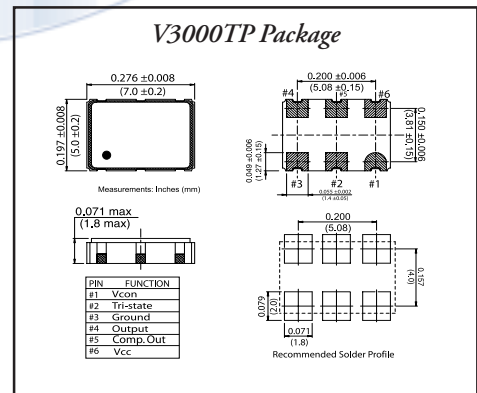 V3000TP Package
0.276 ±0.008
(7.0 ±0.2)
0.197 ±0.008
(5.0 ±0.2)
Measurements: Inches (mm)
0.200 ±0.006
(5.08 ±0.15)
#4
#5
#6
0.150 ±0.006
(3.81 ±0.15)
0.049 ±0.006
(1.27 ±0.15)
#3
#2
#1
0.055 ±0.002
(1.4 ±0.05)
0.071 max
(1.8 max)
PIN FUNCTION
#1 Vcon
#2 Tri-state
#3 Ground
#4 Output
#5 Comp. Out
#6 Vcc
0.200
(5.08)
0.157
(4.0)
0.079
(2.0)
0.071
(1.8)
Recommended Solder Profile